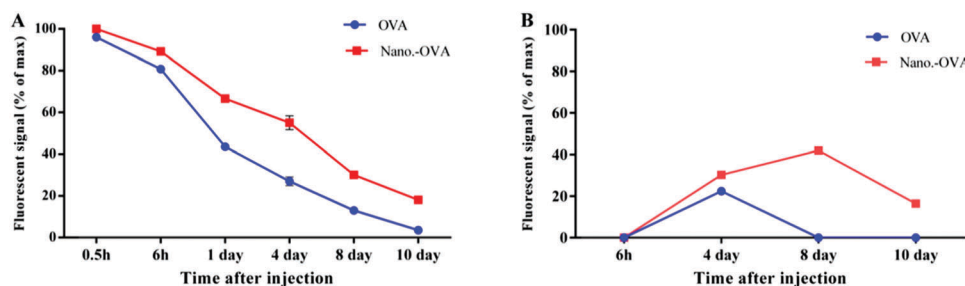 A
Fluorescent signal (% of max)
100
80
60
40
20
0
0.5h 6h 1 day 4 day 8 day 10 day
Time after injection
OVA
Nano.-OVA
B
Fluorescent signal (% of max)
100
80
60
40
20
0
6h 4 day 8 day 10 day
Time after injection
OVA
Nano.-OVA